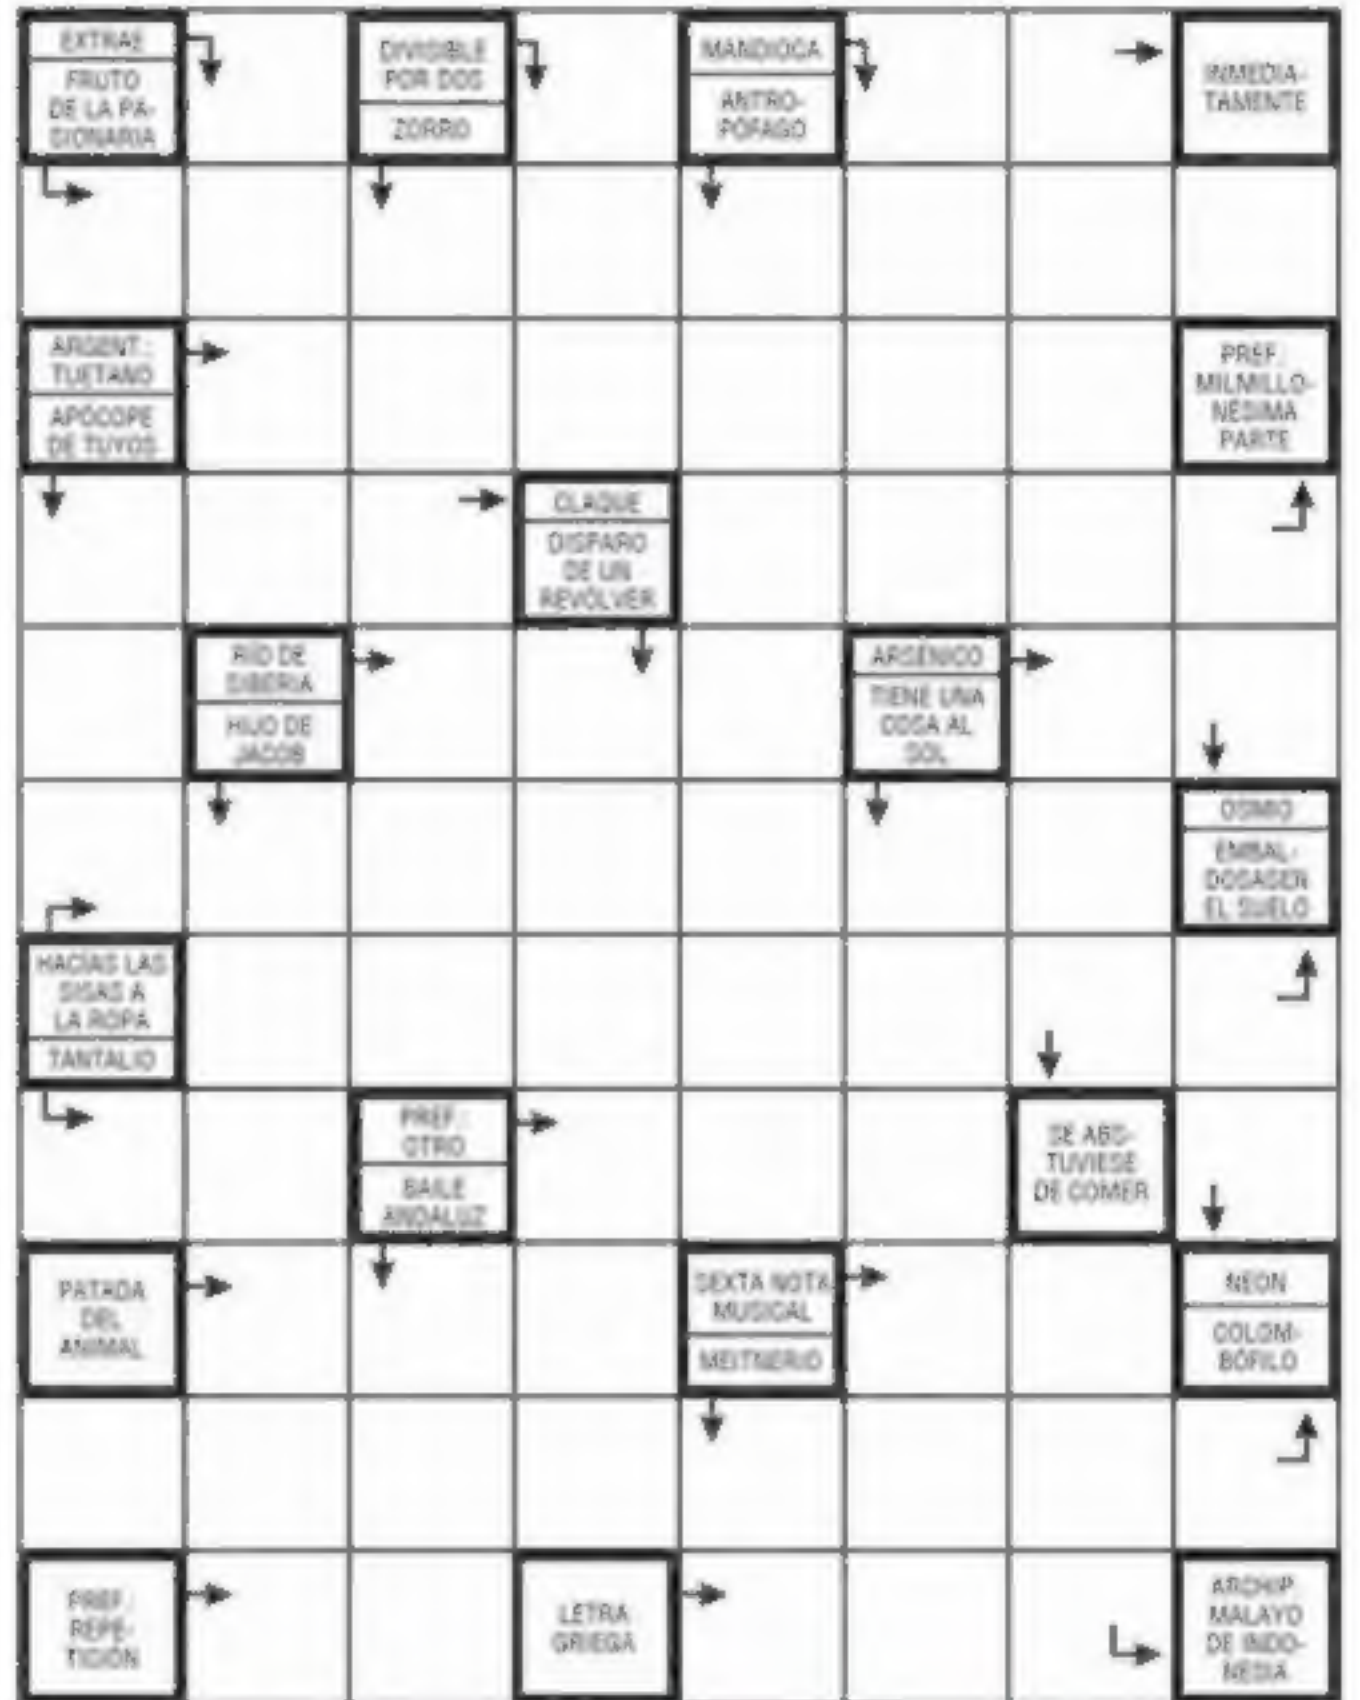 EXTRAE
FRUTO
DE LA PA-
SIONARIA
DIVISIBLE
POR DOS
ZORRO
MANDIOCA
ANTRO-
PÓFAGO
INMEDIA-
TAMENTE
ARGENT.:
TUETANO
APÓCOPE
DE TUYOS
PREF.:
MILMILLO-
NÉSIMA
PARTE
CLAQUE
DISPARO
DE UN
REVÓLVER
RÍO DE
SIBERIA
HIJO DE
JACOB
ARSÉNICO
TIENE UNA
COSA AL
SOL
OSMIO
EMBAL-
DOSASEN
EL SUELO
HACÍAS LAS
SISAS A
LA ROPA
TANTALIO
PREF.:
OTRO
BAILE
ANDALUZ
SE ABS-
TUVIESE
DE COMER
PATADA
DEL
ANIMAL
SEXTA NOTA
MUSICAL
MEITNERIO
NEON
COLOM-
BÓFILO
PREF.:
REPE-
TICIÓN
LETRA
GRIEGA
ARCHIP.
MALAYO
DE INDO-
NESIA